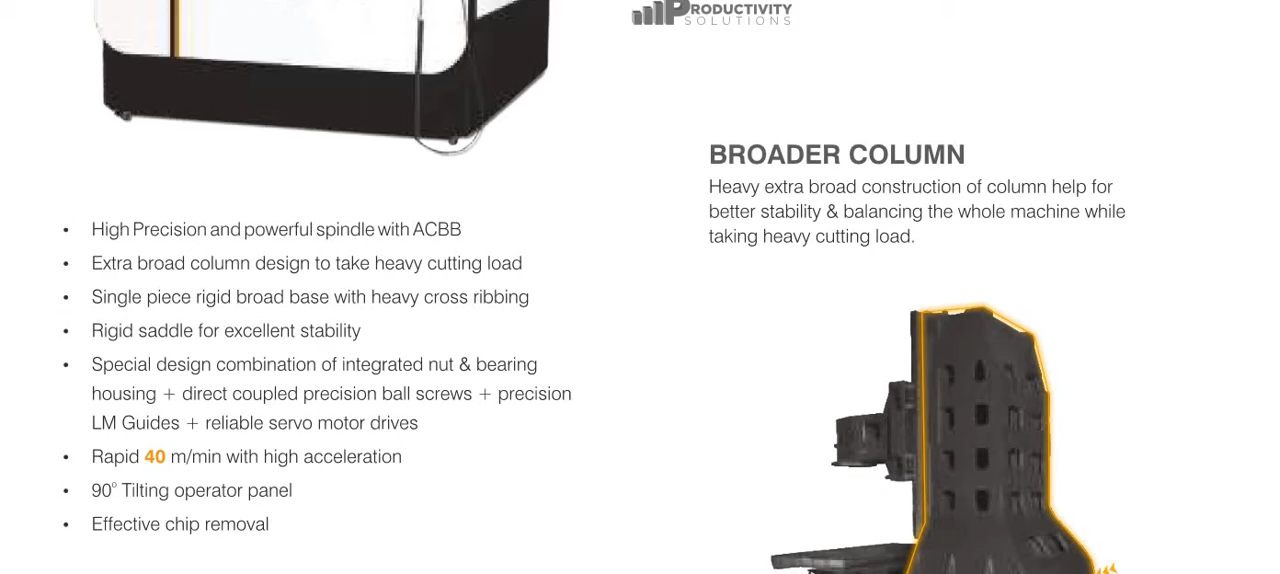 PRODUCTIVITY
SOLUTIONS
• High Precision and powerful spindle with ACBB
• Extra broad column design to take heavy cutting load
• Single piece rigid broad base with heavy cross ribbing
• Rigid saddle for excellent stability
• Special design combination of integrated nut & bearing
housing + direct coupled precision ball screws + precision
LM Guides + reliable servo motor drives
• Rapid 40 m/min with high acceleration
• 90° Tilting operator panel
• Effective chip removal
BROADER COLUMN
Heavy extra broad construction of column help for
better stability & balancing the whole machine while
taking heavy cutting load.